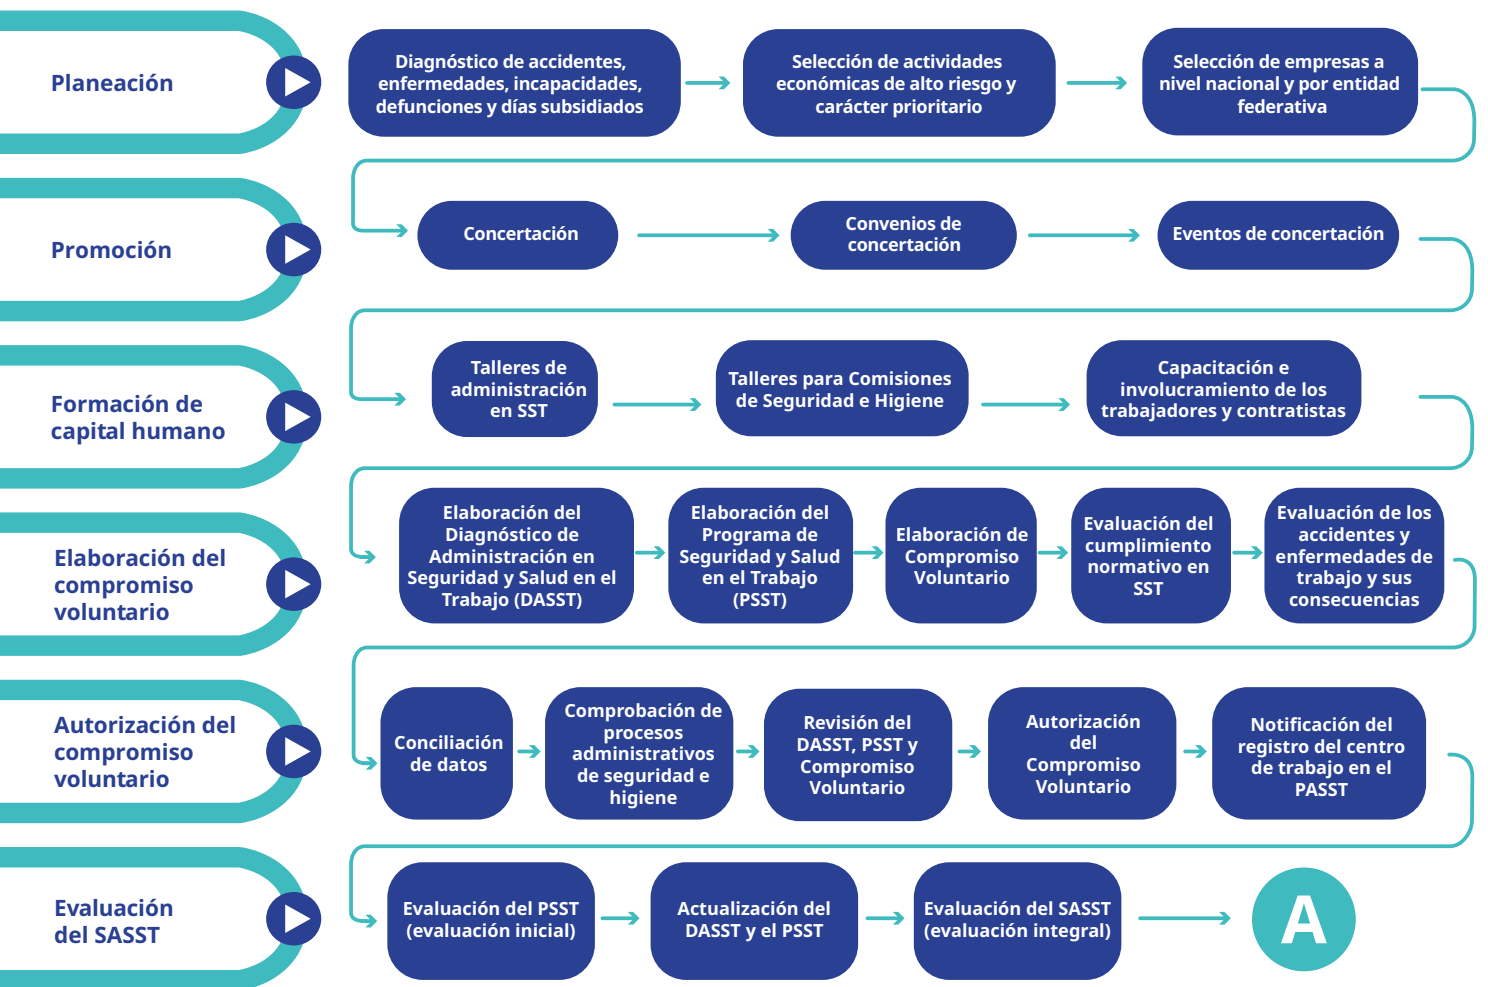 Planeación
Diagnóstico de accidentes,
enfermedades, incapacidades,
defunciones y días subsidiados
Selección de actividades
económicas de alto riesgo y
carácter prioritario
Selección de empresas a
nivel nacional y por entidad
federativa
Promoción
Concertación
Convenios de
concertación
Eventos de concertación
Formación de
capital humano
Talleres de
administración
en SST
Talleres para Comisiones
de Seguridad e Higiene
Capacitación e
involucramiento de los
trabajadores y contratistas
Elaboración del
compromiso
voluntario
Elaboración del
Diagnóstico de
Administración en
Seguridad y Salud en el
Trabajo (DASST)
Elaboración del
Programa de
Seguridad y Salud
en el Trabajo
(PSST)
Elaboración de
Compromiso
Voluntario
Evaluación del
cumplimiento
normativo en
SST
Evaluación de los
accidentes y
enfermedades de
trabajo y sus
consecuencias
Autorización del
compromiso
voluntario
Conciliación
de datos
Comprobación de
procesos
administrativos
de seguridad e
higiene
Revisión del
DASST, PSST y
Compromiso
Voluntario
Autorización
del
Compromiso
Voluntario
Notificación del
registro del centro
de trabajo en el
PASST
Evaluación
del SASST
Evaluación del PSST
(evaluación inicial)
Actualización del
DASST y el PSST
Evaluación del SASST
(evaluación integral)
A